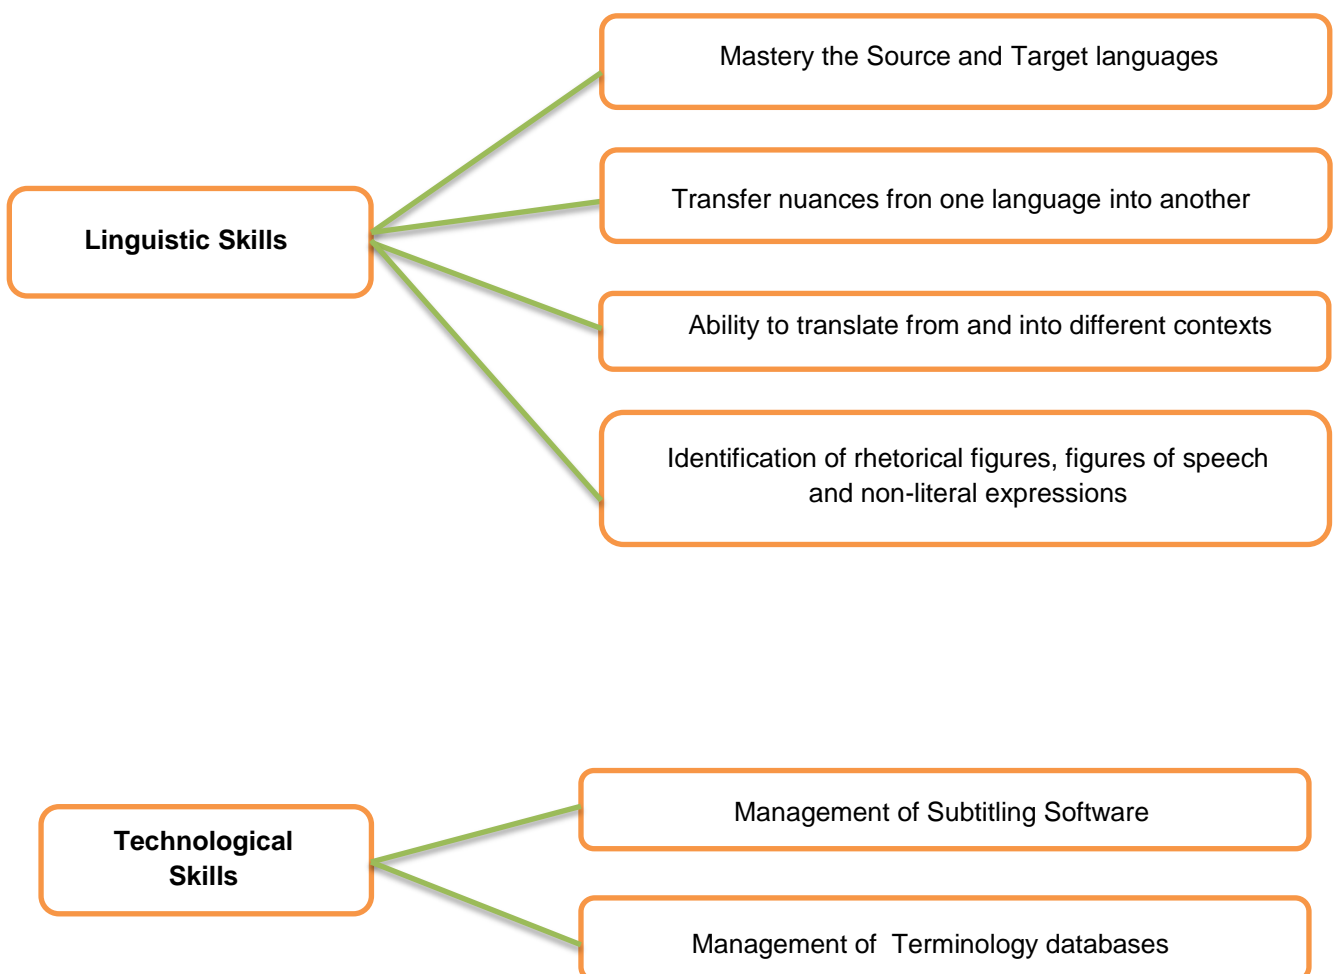 Mastery the Source and Target languages
Transfer nuances fron one language into another
Linguistic Skills
Ability to translate from and into different contexts
Identification of rhetorical figures, figures of speech
and non-literal expressions
Management of Subtitling Software
Technological
Skills
Management of Terminology databases